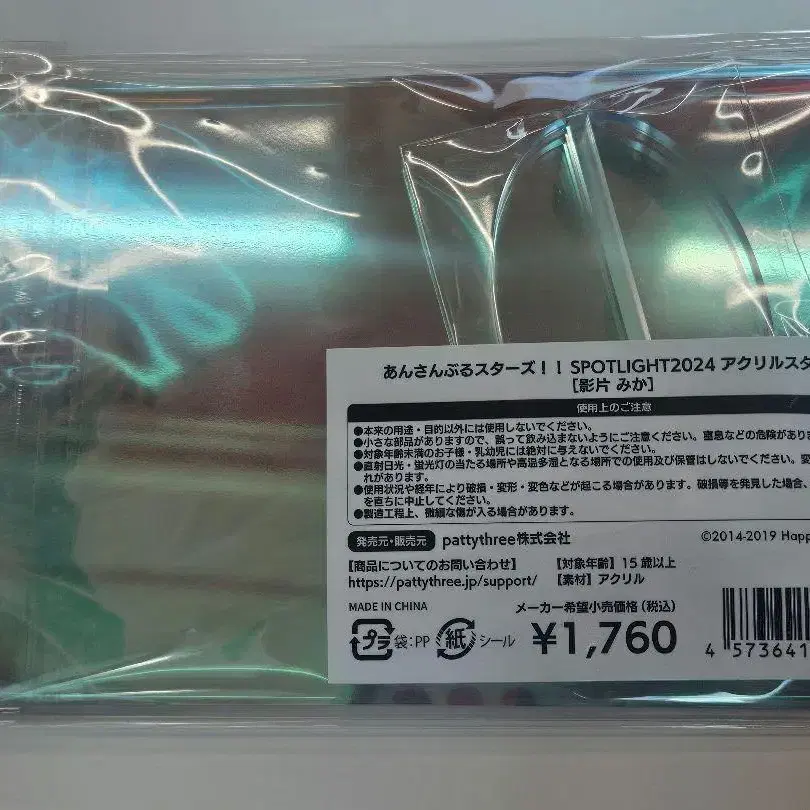 あんさんぶるスターズ！！ SPOTLIGHT2024 アクリルスタ
［影片 みか］
使用上のご注意
●本来の用途・目的以外には使用しないでください。
●小さな部品がありますので、誤って飲み込まないようにご注意ください。窒息などの危険があり
●対象年齢未満のお子様・乳幼児には絶対に与えないでください。
●直射日光・蛍光灯の当たる場所や高温多湿となる場所での使用及び保管はしないでください。変
れがあります。
●使用状況や経年により破損・変形・変色などが起こる場合があります。破損等を発見した場合、
を直ちに中止してください。
●製造工程上、微細な傷が入る場合があります。
発売元・販売元 pattythree株式会社 ©2014-2019 Happ
【商品についてのお問い合わせ】 【対象年齢】15歳以上
https://pattythree.jp/support/ 【素材】アクリル
MADE IN CHINA メーカー希望小売価格（税込）
プラ 袋：PP 紙 シール ¥1,760
4 573641